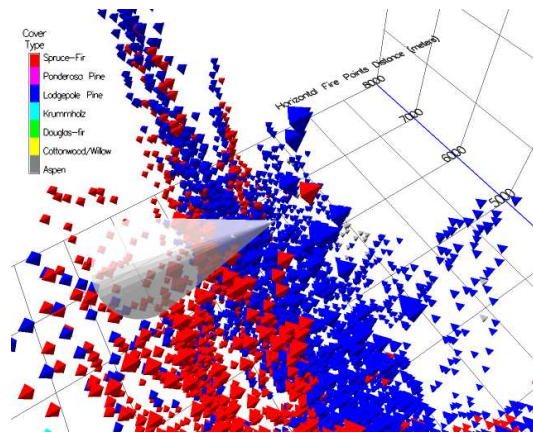 Cover
Type
Spruce-Fir
Ponderosa Pine
Lodgepole Pine
Krummholz
Douglas-fir
Cottonwood/Willow
Aspen
Horizontal Fire Points Distance (meters)
8000
7000
6000
5000